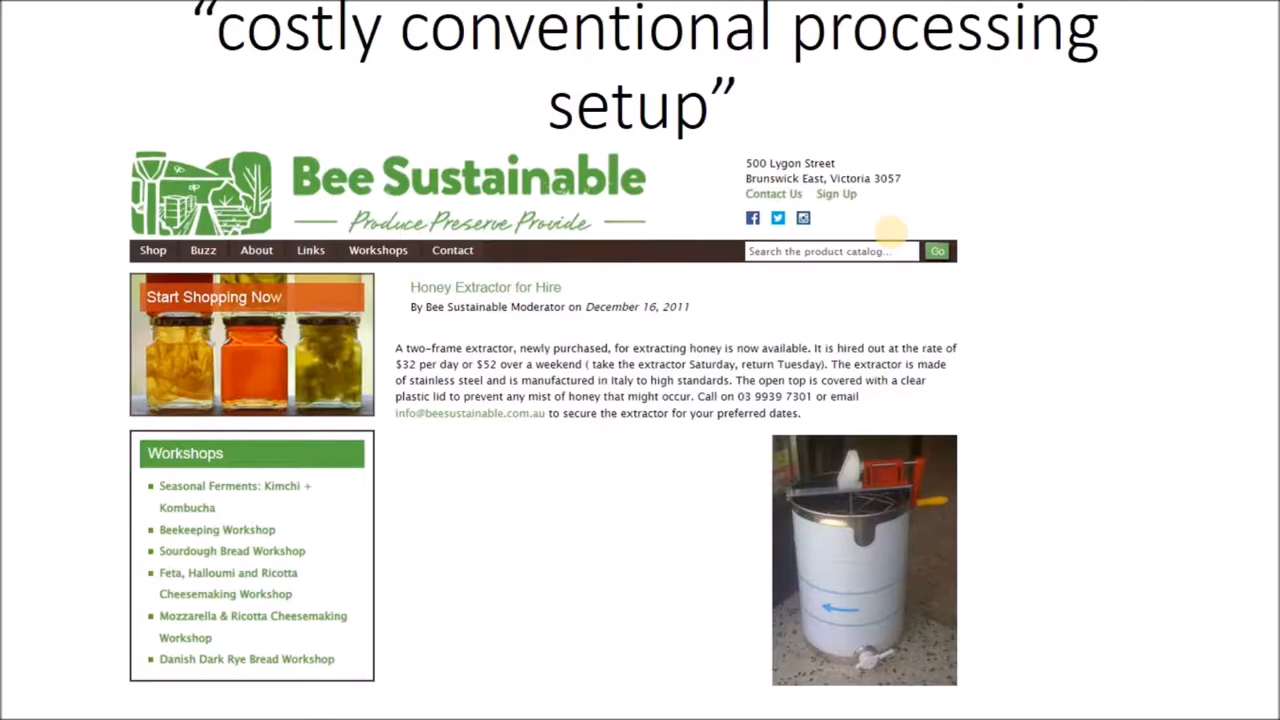 “costly conventional processing
setup”
Bee Sustainable
Produce Preserve Provide
500 Lygon Street
Brunswick East, Victoria 3057
Contact Us Sign Up
Shop Buzz About Links Workshops Contact
Search the product catalog... Go
Start Shopping Now
Honey Extractor for Hire
By Bee Sustainable Moderator on December 16, 2011
A two-frame extractor, newly purchased, for extracting honey is now available. It is hired out at the rate of
$32 per day or $52 over a weekend ( take the extractor Saturday, return Tuesday). The extractor is made
of stainless steel and is manufactured in Italy to high standards. The open top is covered with a clear
plastic lid to prevent any mist of honey that might occur. Call on 03 9939 7301 or email
info@beesustainable.com.au to secure the extractor for your preferred dates.
Workshops
Seasonal Ferments: Kimchi +
Kombucha
Beekeeping Workshop
Sourdough Bread Workshop
Feta, Halloumi and Ricotta
Cheesemaking Workshop
Mozzarella & Ricotta Cheesemaking
Workshop
Danish Dark Rye Bread Workshop